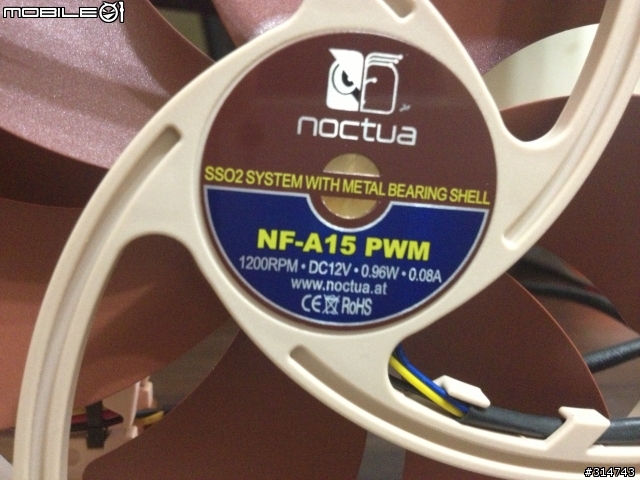 MOBILE01
noctua
SSO2 SYSTEM WITH METAL BEARING SHELL
NF-A15 PWM
1200RPM • DC12V • 0.96W • 0.08A
www.noctua.at
CE RoHS
#314743